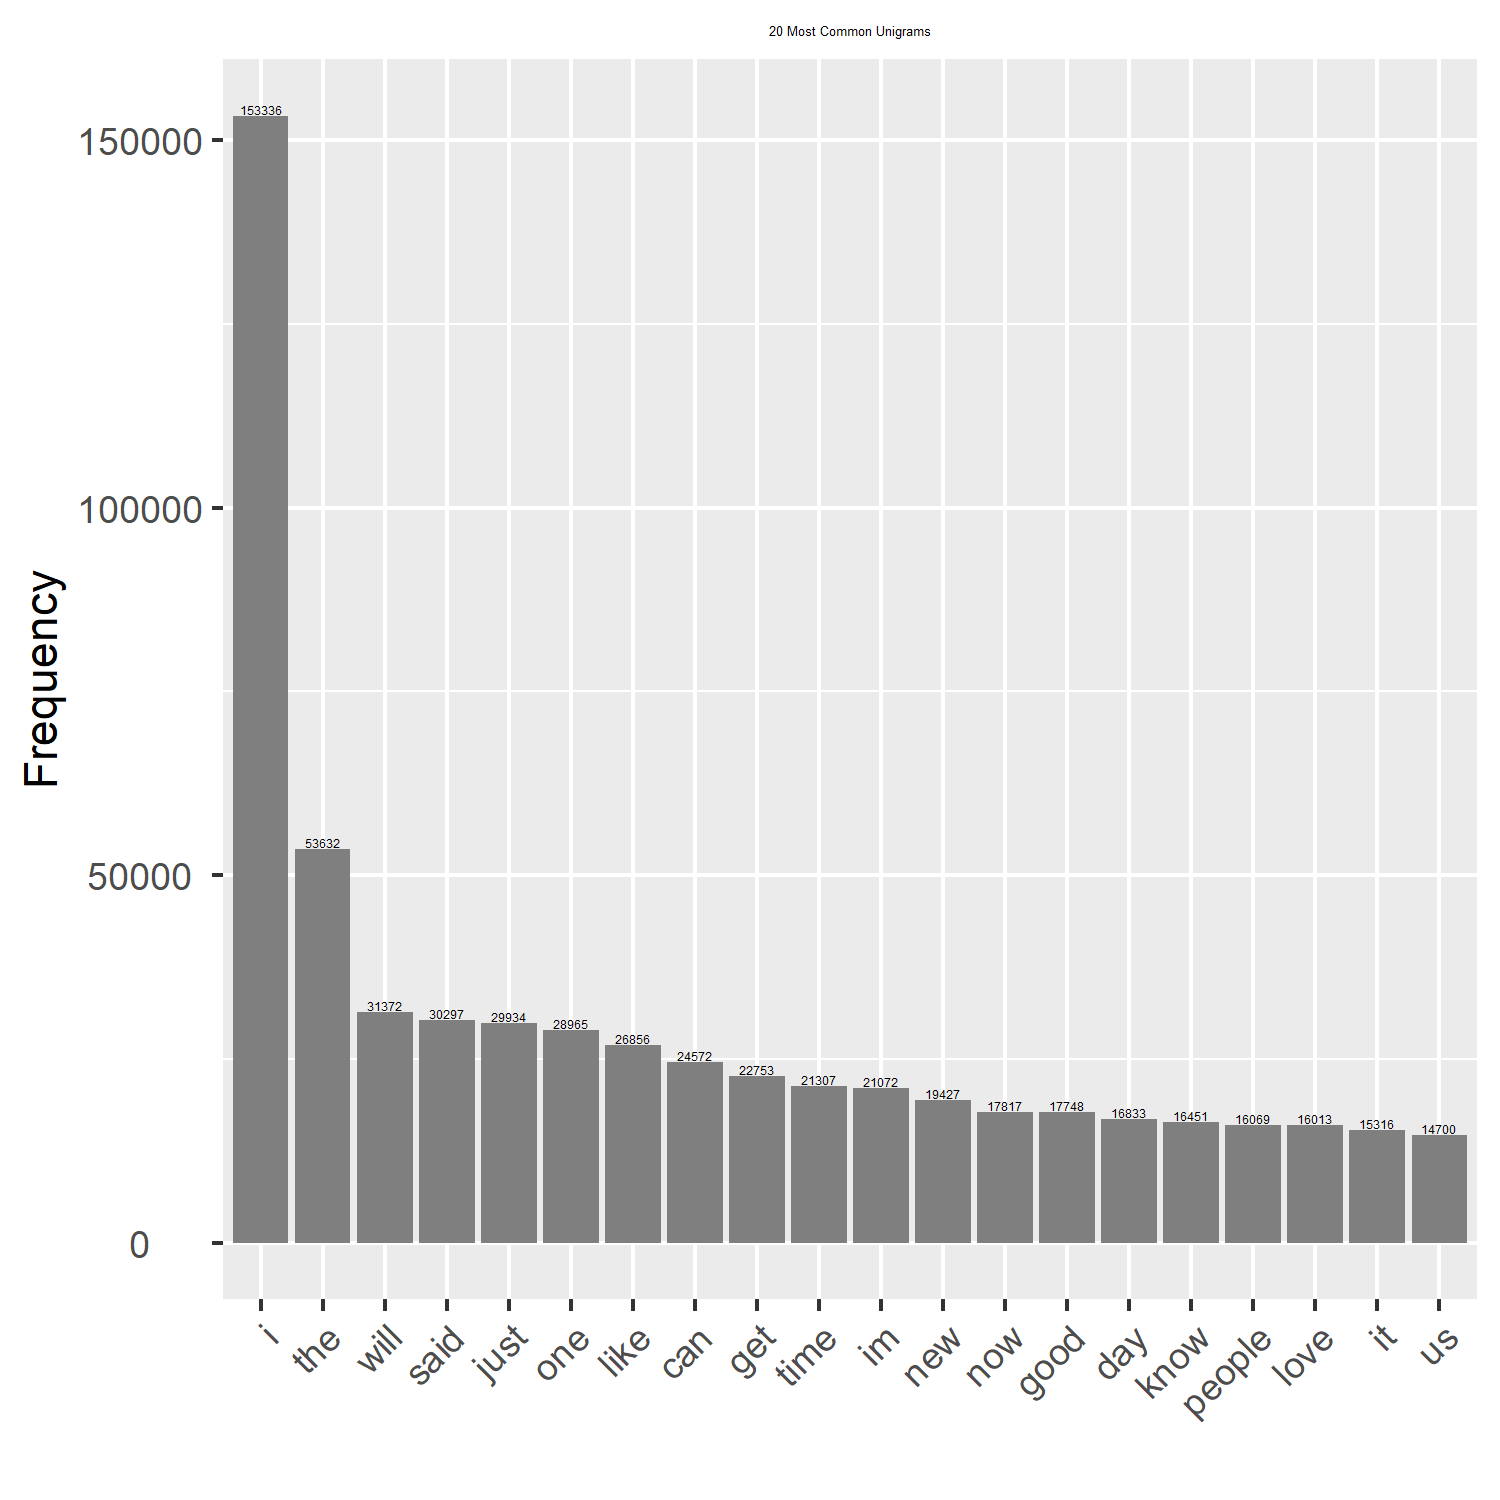 20 Most Common Unigrams
Frequency
150000
100000
50000
0
153336
53632
31372
30297
29934
28965
26856
24572
22753
21307
21072
19427
17817
17748
16833
16451
16069
16013
15316
14700
i
the
will
said
just
one
like
can
get
time
im
new
now
good
day
know
people
love
it
us